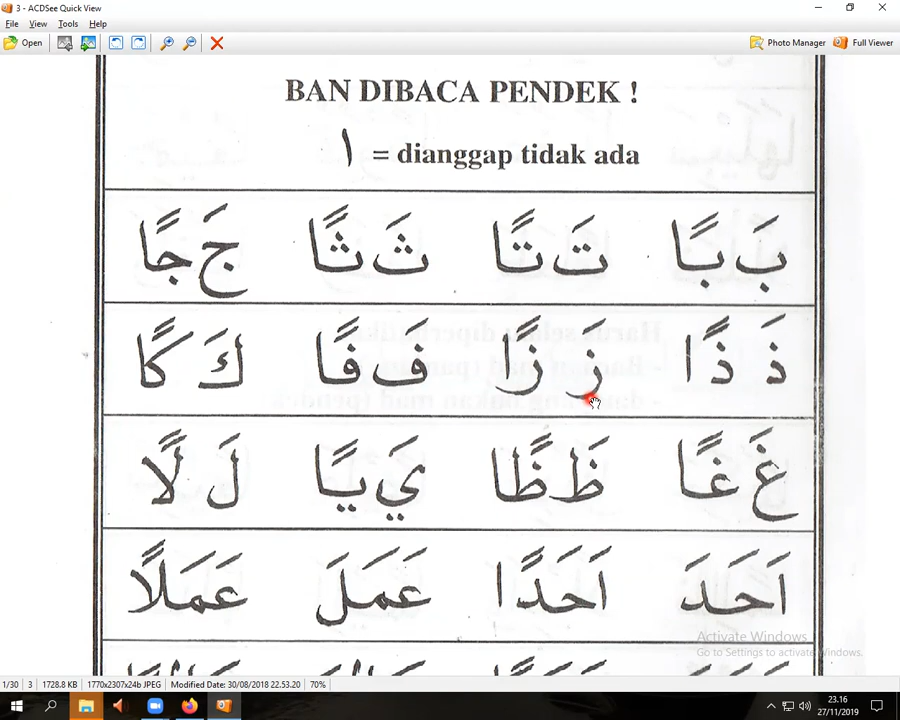 3 - ACDSee Quick View
File View Tools Help
Open Photo Manager Full Viewer
BAN DIBACA PENDEK !
ا = dianggap tidak ada
بَ بًا تَ تًا ثَ ثًا جَ جًا
ذَ ذًا زَ زًا فَ فًا كَ كًا
غَ غًا ظَ ظًا يَ يًا لَ لًا
اَحَدَ اَحَدًا عَمَلَ عَمَلًا
Activate Windows
Go to Settings to activate Windows.
1/30 3 1728.8 KB 1770x2307x24b JPEG Modified Date: 30/08/2018 22.53.20 70%
23.16
27/11/2019